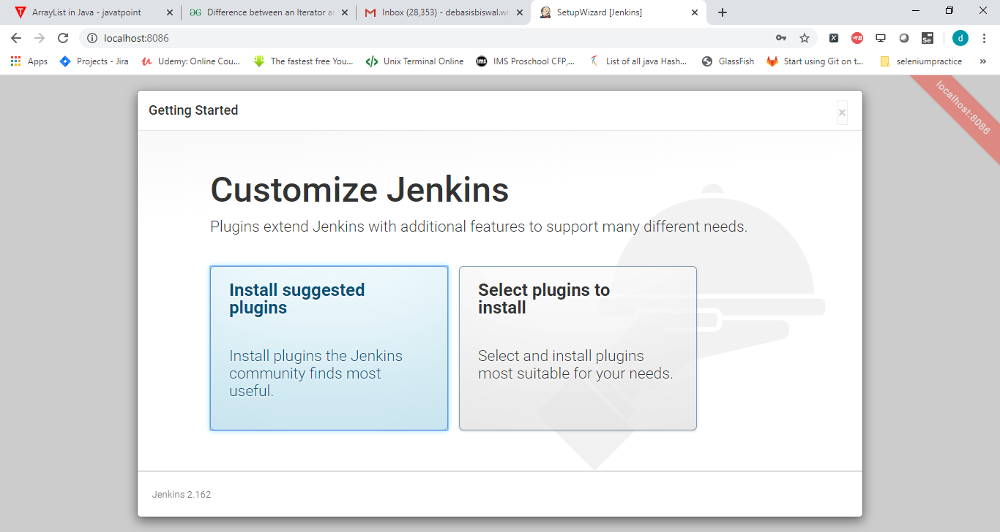 ArrayList in Java - javatpoint
Difference between an Iterator an
Inbox (28,353) - debasisbiswal.wi
SetupWizard [Jenkins]
localhost:8086
d
Apps
Projects - Jira
Udemy: Online Cou...
The fastest free You...
Unix Terminal Online
IMS Proschool CFP,...
List of all java Hash...
GlassFish
Start using Git on t...
seleniumpractice
»
localhost:8086
Getting Started
×
Customize Jenkins
Plugins extend Jenkins with additional features to support many different needs.
Install suggested
plugins
Install plugins the Jenkins
community finds most
useful.
Select plugins to
install
Select and install plugins
most suitable for your needs.
Jenkins 2.162